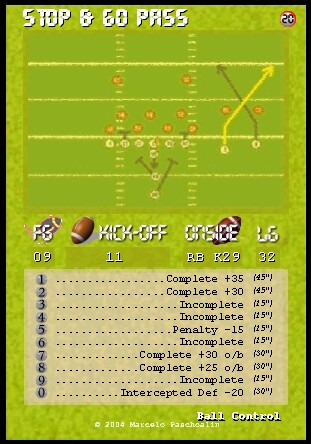 STOP & GO PASS
2+
FG KICK-OFF ONSIDE LG
09 11 RB K29 32
1 ....................Complete +35 (45")
2 ....................Complete +30 (45")
3 ......................Incomplete (15")
4 ......................Incomplete (15")
5 .....................Penalty -15 (15")
6 ......................Incomplete (15")
7 ................Complete +30 o/b (30")
8 ................Complete +25 o/b (30")
9 ......................Incomplete (15")
0 .............Intercepted Def -20 (30")
Ball Control
© 2004 Marcelo Paschoalin